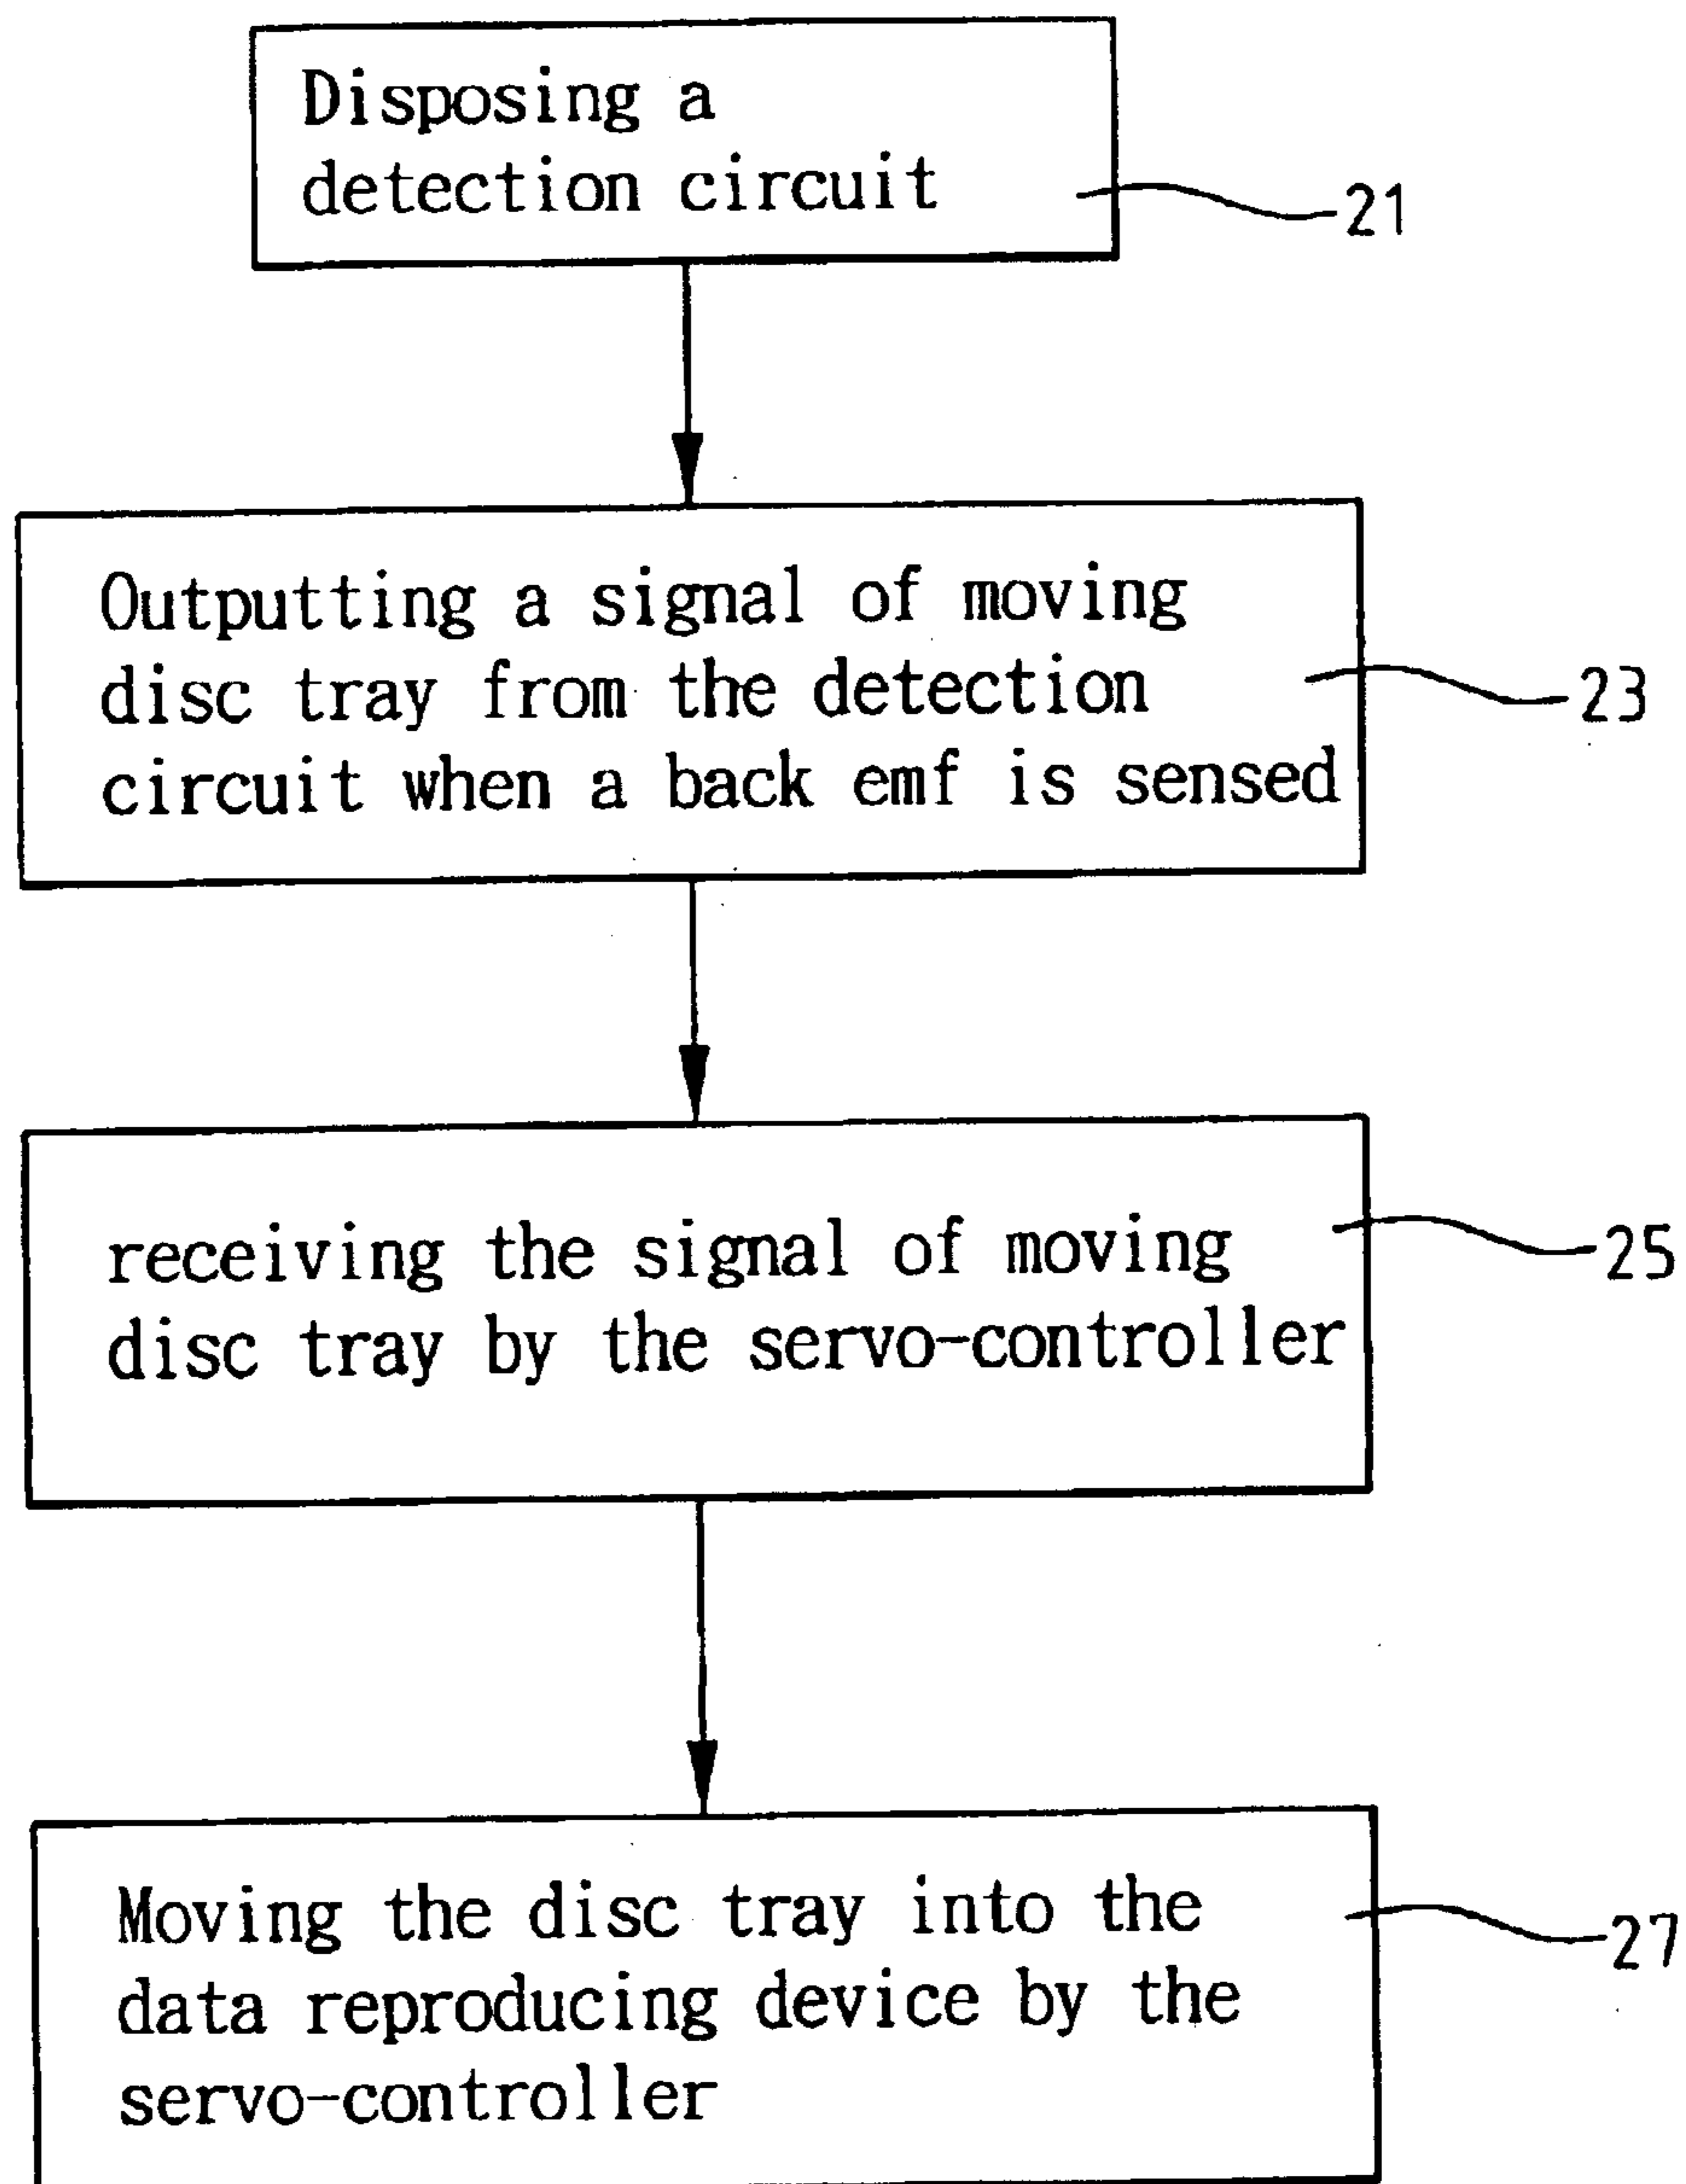 Disposing a
detection circuit
21
Outputting a signal of moving
disc tray from the detection
circuit when a back emf is sensed
23
receiving the signal of moving
disc tray by the servo-controller
25
Moving the disc tray into the
data reproducing device by the
servo-controller
27